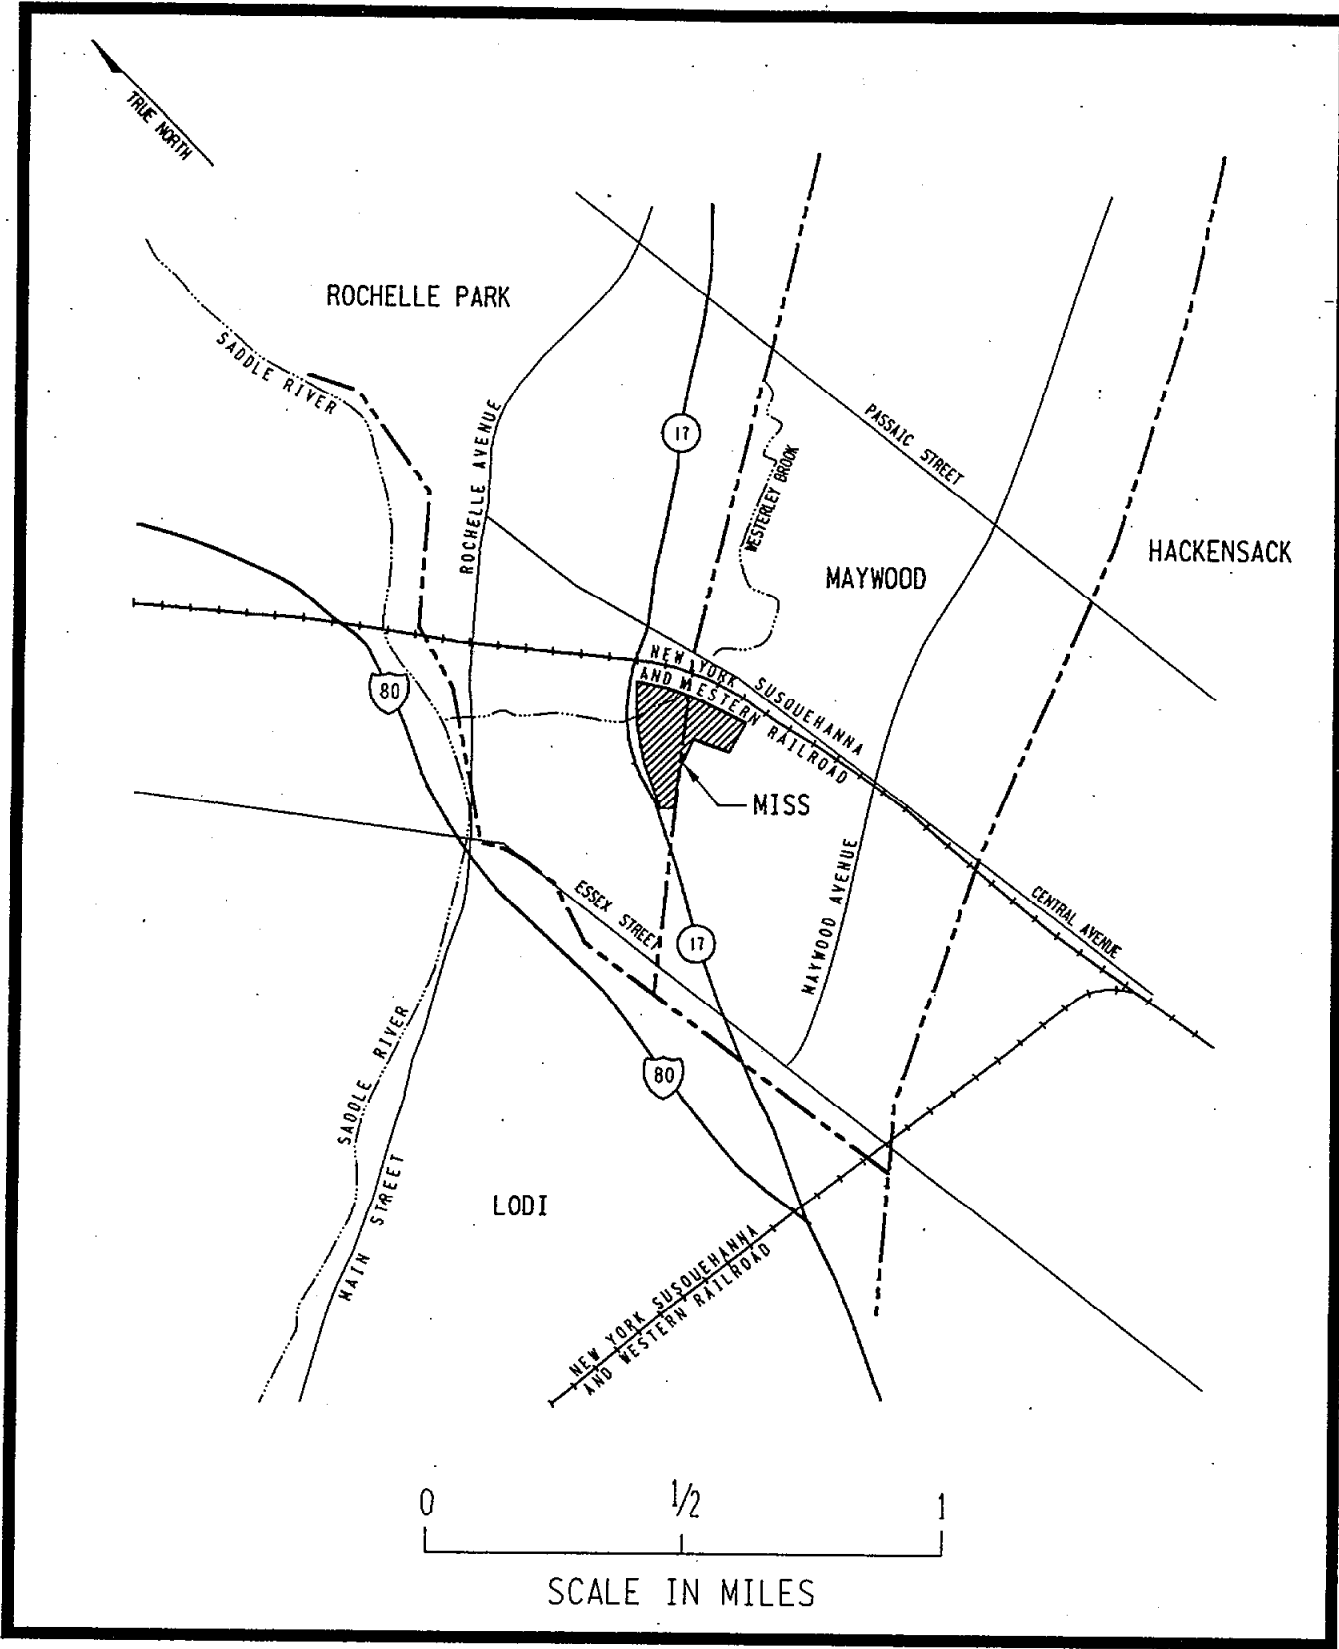 TRUE NORTH
ROCHELLE PARK
SADDLE RIVER
ROCHELLE AVENUE
17
PASSAIC STREET
WESTERLEY BROOK
HACKENSACK
MAYWOOD
NEW YORK SUSQUEHANNA
AND WESTERN RAILROAD
80
MISS
MAYWOOD AVENUE
ESSEX STREET
CENTRAL AVENUE
17
SADDLE RIVER
80
MAIN STREET
LODI
NEW YORK SUSQUEHANNA
AND WESTERN RAILROAD
0
1/2
1
SCALE IN MILES